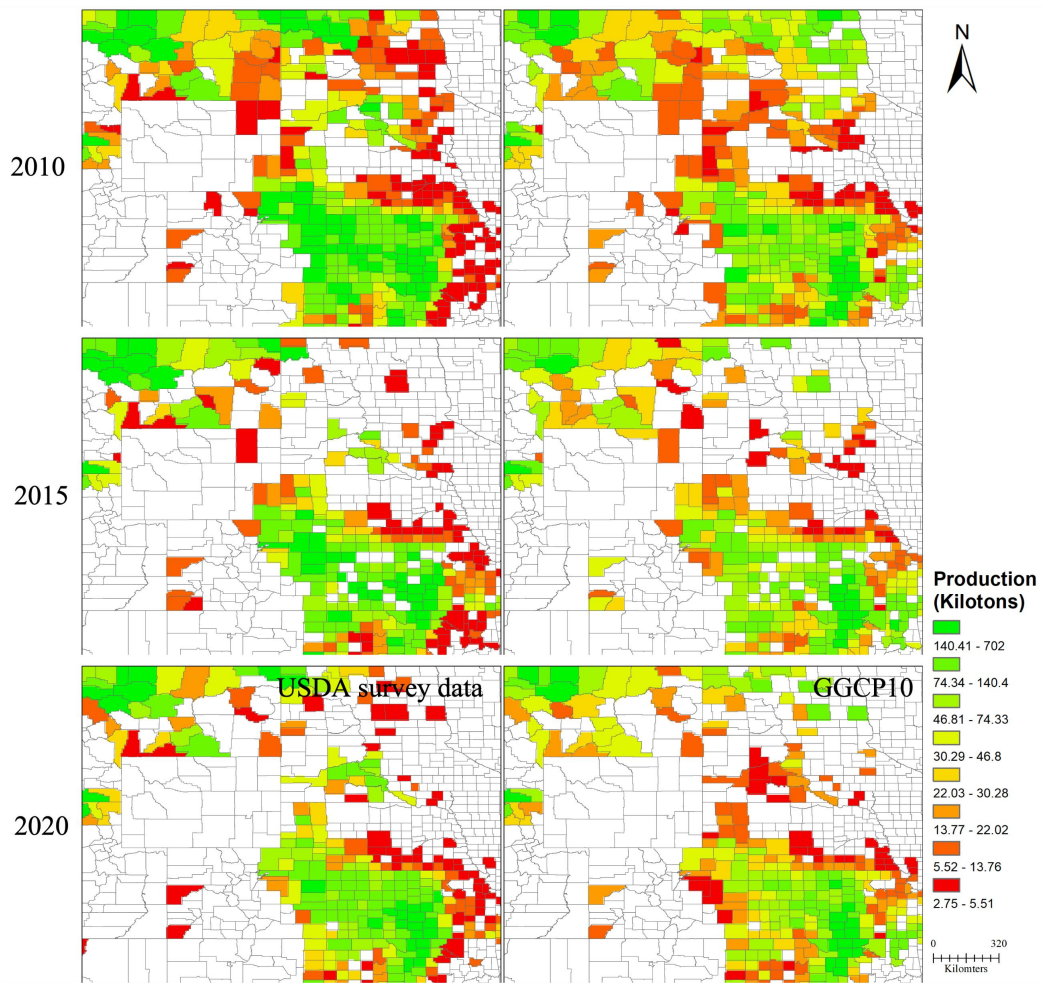 N
2010
2015
Production
(Kilotons)
140.41 - 702
74.34 - 140.4
46.81 - 74.33
30.29 - 46.8
22.03 - 30.28
13.77 - 22.02
5.52 - 13.76
2.75 - 5.51
USDA survey data
GGCP10
2020
0 320
Kilomters